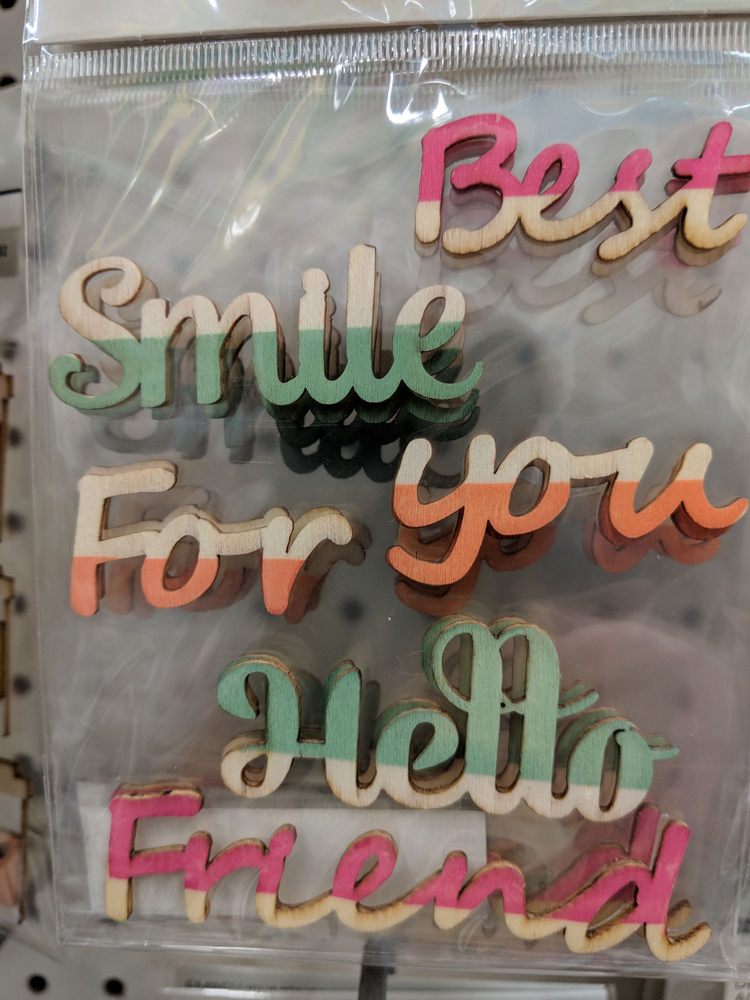 Best
Smile
For you
Hello
Friend